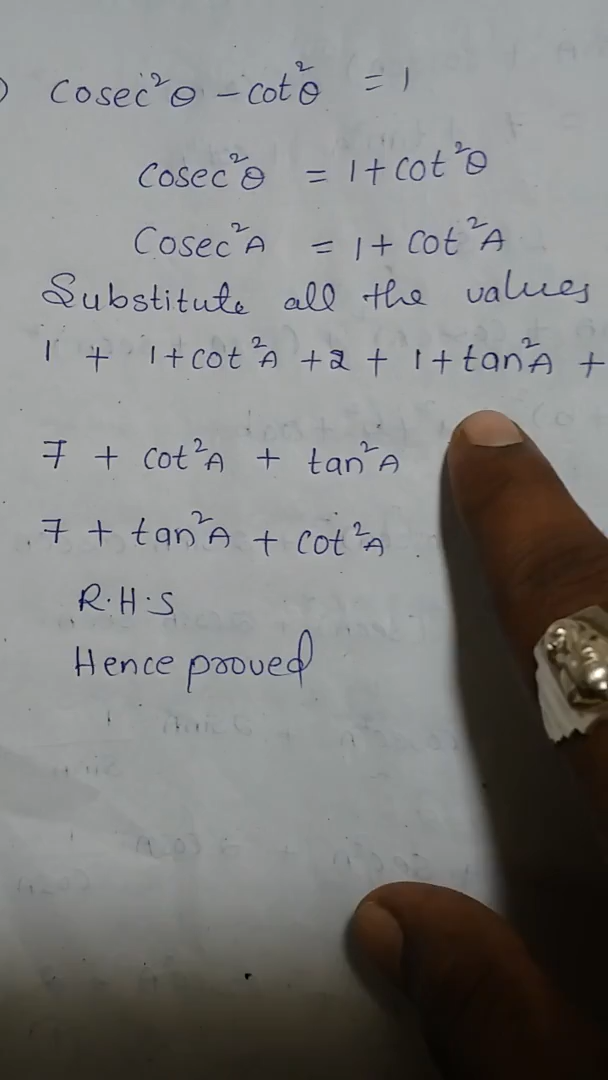 ) cosec²θ - cot²θ = 1
cosec²θ = 1 + cot²θ
Cosec²A = 1 + cot²A
Substitute all the values
1 + 1 + cot²A + 2 + 1 + tan²A +
7 + cot²A + tan²A
7 + tan²A + cot²A
R.H.S
Hence proved